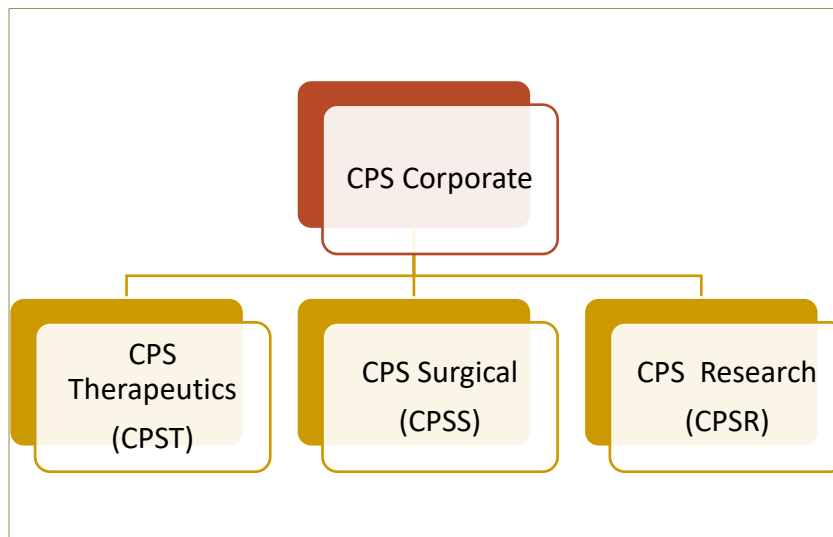 CPS Corporate
CPS
Therapeutics
(CPST)
CPS Surgical
(CPSS)
CPS  Research
(CPSR)